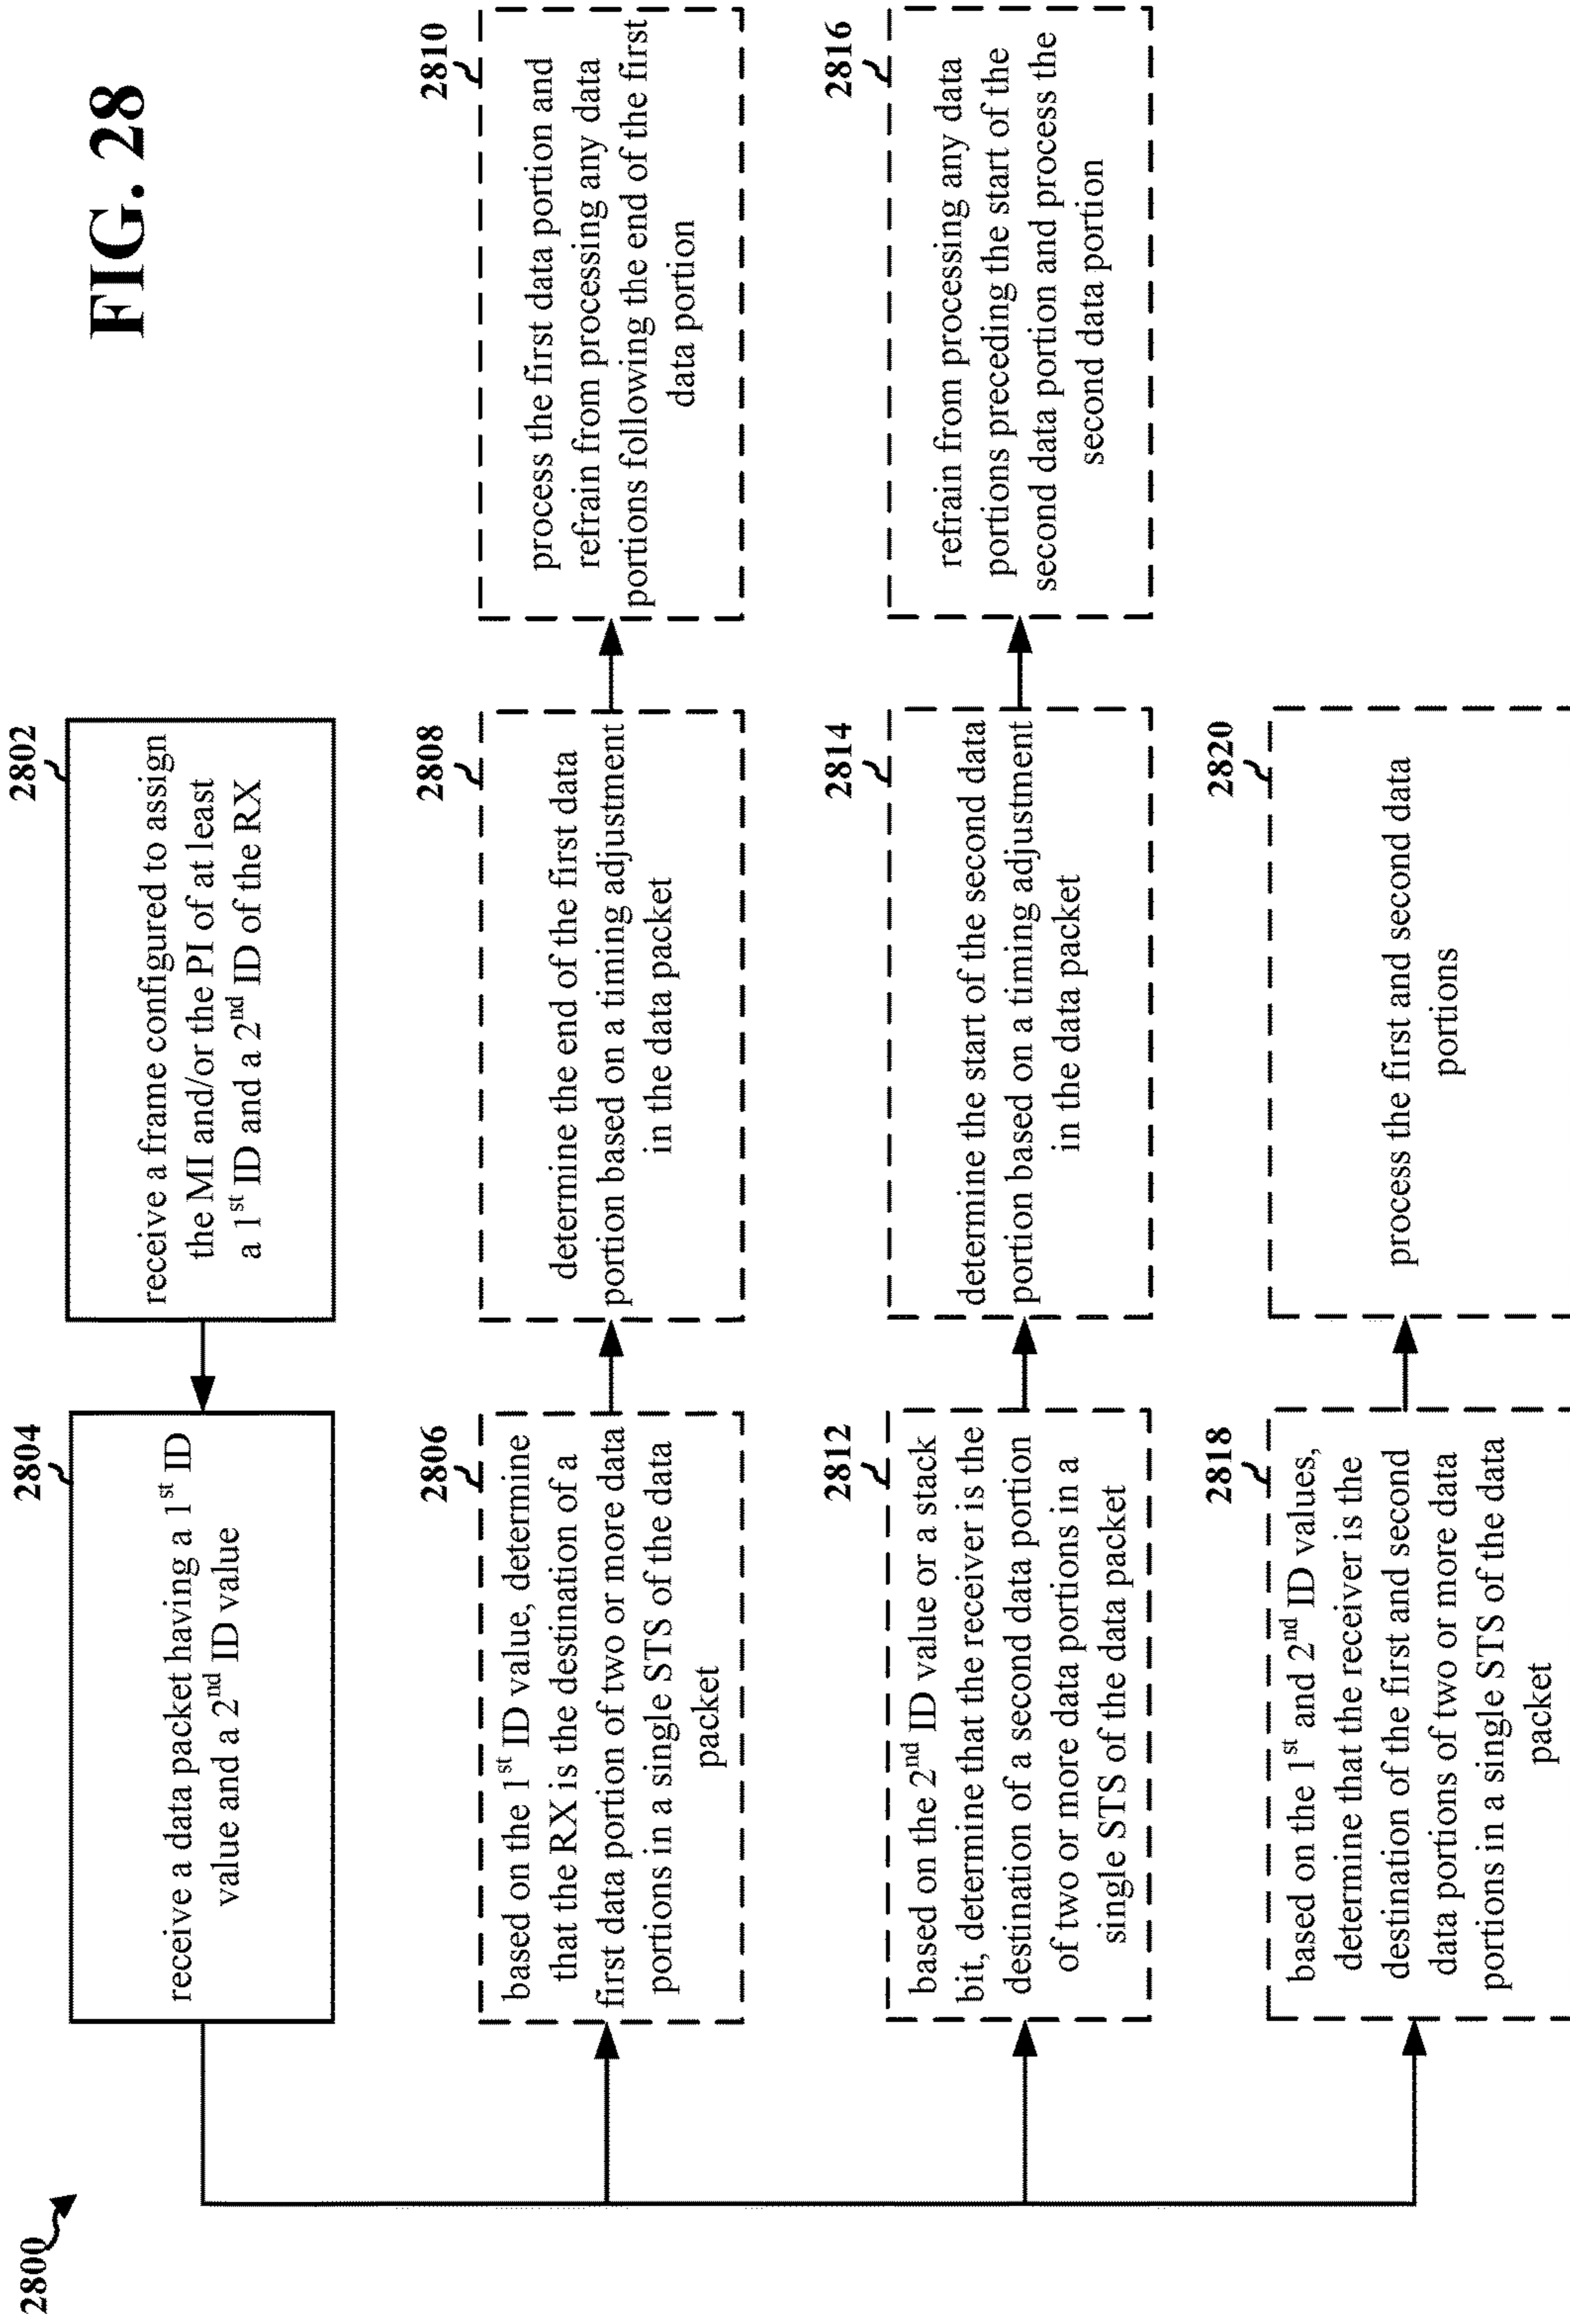 FIG. 28
2800
2802
receive a frame configured to assign
the MI and/or the PI of at least
a 1st ID and a 2nd ID of the RX
2804
receive a data packet having a 1st ID
value and a 2nd ID value
2806
based on the 1st ID value, determine
that the RX is the destination of a
first data portion of two or more data
portions in a single STS of the data
packet
2808
determine the end of the first data
portion based on a timing adjustment
in the data packet
2810
process the first data portion and
refrain from processing any data
portions following the end of the first
data portion
2812
based on the 2nd ID value or a stack
bit, determine that the receiver is the
destination of a second data portion
of two or more data portions in a
single STS of the data packet
2814
determine the start of the second data
portion based on a timing adjustment
in the data packet
2816
refrain from processing any data
portions preceding the start of the
second data portion and process the
second data portion
2818
based on the 1st and 2nd ID values,
determine that the receiver is the
destination of the first and second
data portions of two or more data
portions in a single STS of the data
packet
2820
process the first and second data
portions